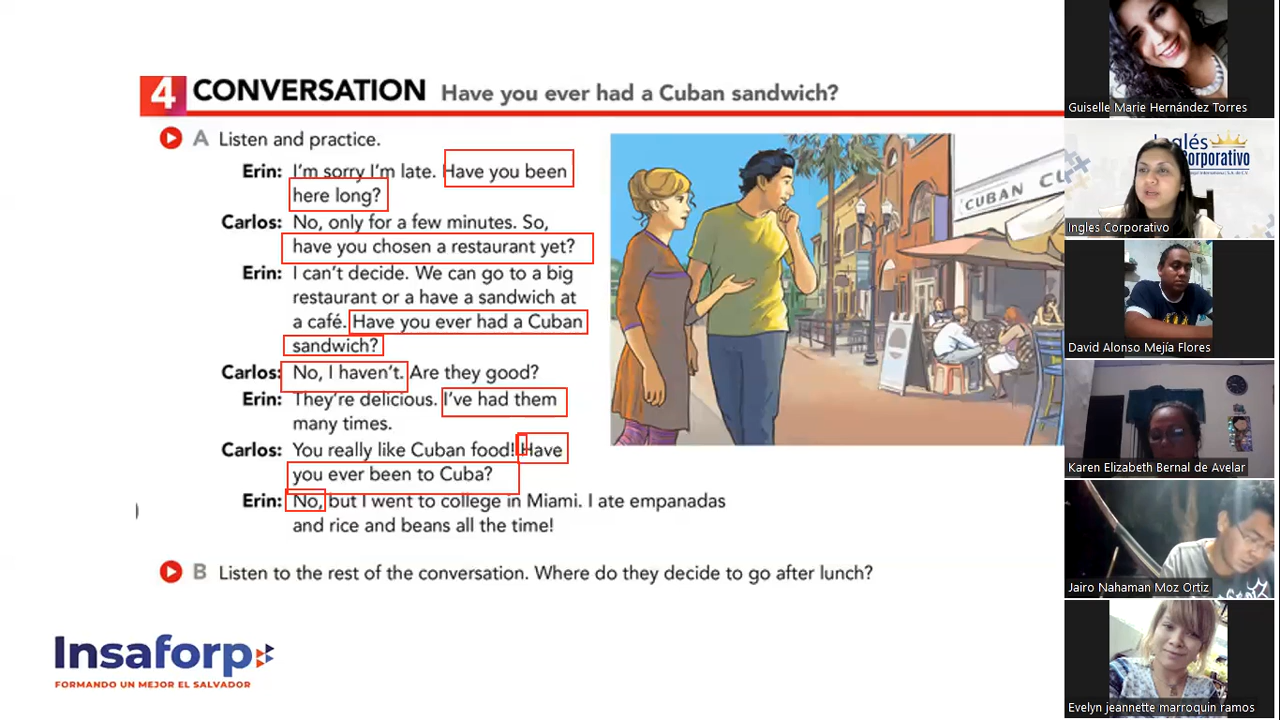 4 CONVERSATION Have you ever had a Cuban sandwich?
A Listen and practice.
Erin: I'm sorry I'm late. Have you been
here long?
Carlos: No, only for a few minutes. So,
have you chosen a restaurant yet?
Erin: I can't decide. We can go to a big
restaurant or a have a sandwich at
a café. Have you ever had a Cuban
sandwich?
Carlos: No, I haven't. Are they good?
Erin: They're delicious. I've had them
many times.
Carlos: You really like Cuban food! Have
you ever been to Cuba?
Erin: No, but I went to college in Miami. I ate empanadas
and rice and beans all the time!
B Listen to the rest of the conversation. Where do they decide to go after lunch?
CUBAN CU
Insaforp
FORMANDO UN MEJOR EL SALVADOR
Guiselle Marie Hernández Torres
Inglés
Corporativo
Ingles Corporativo
David Alonso Mejía Flores
Karen Elizabeth Bernal de Avelar
Jairo Nahaman Moz Ortiz
Evelyn jeannette marroquin ramos